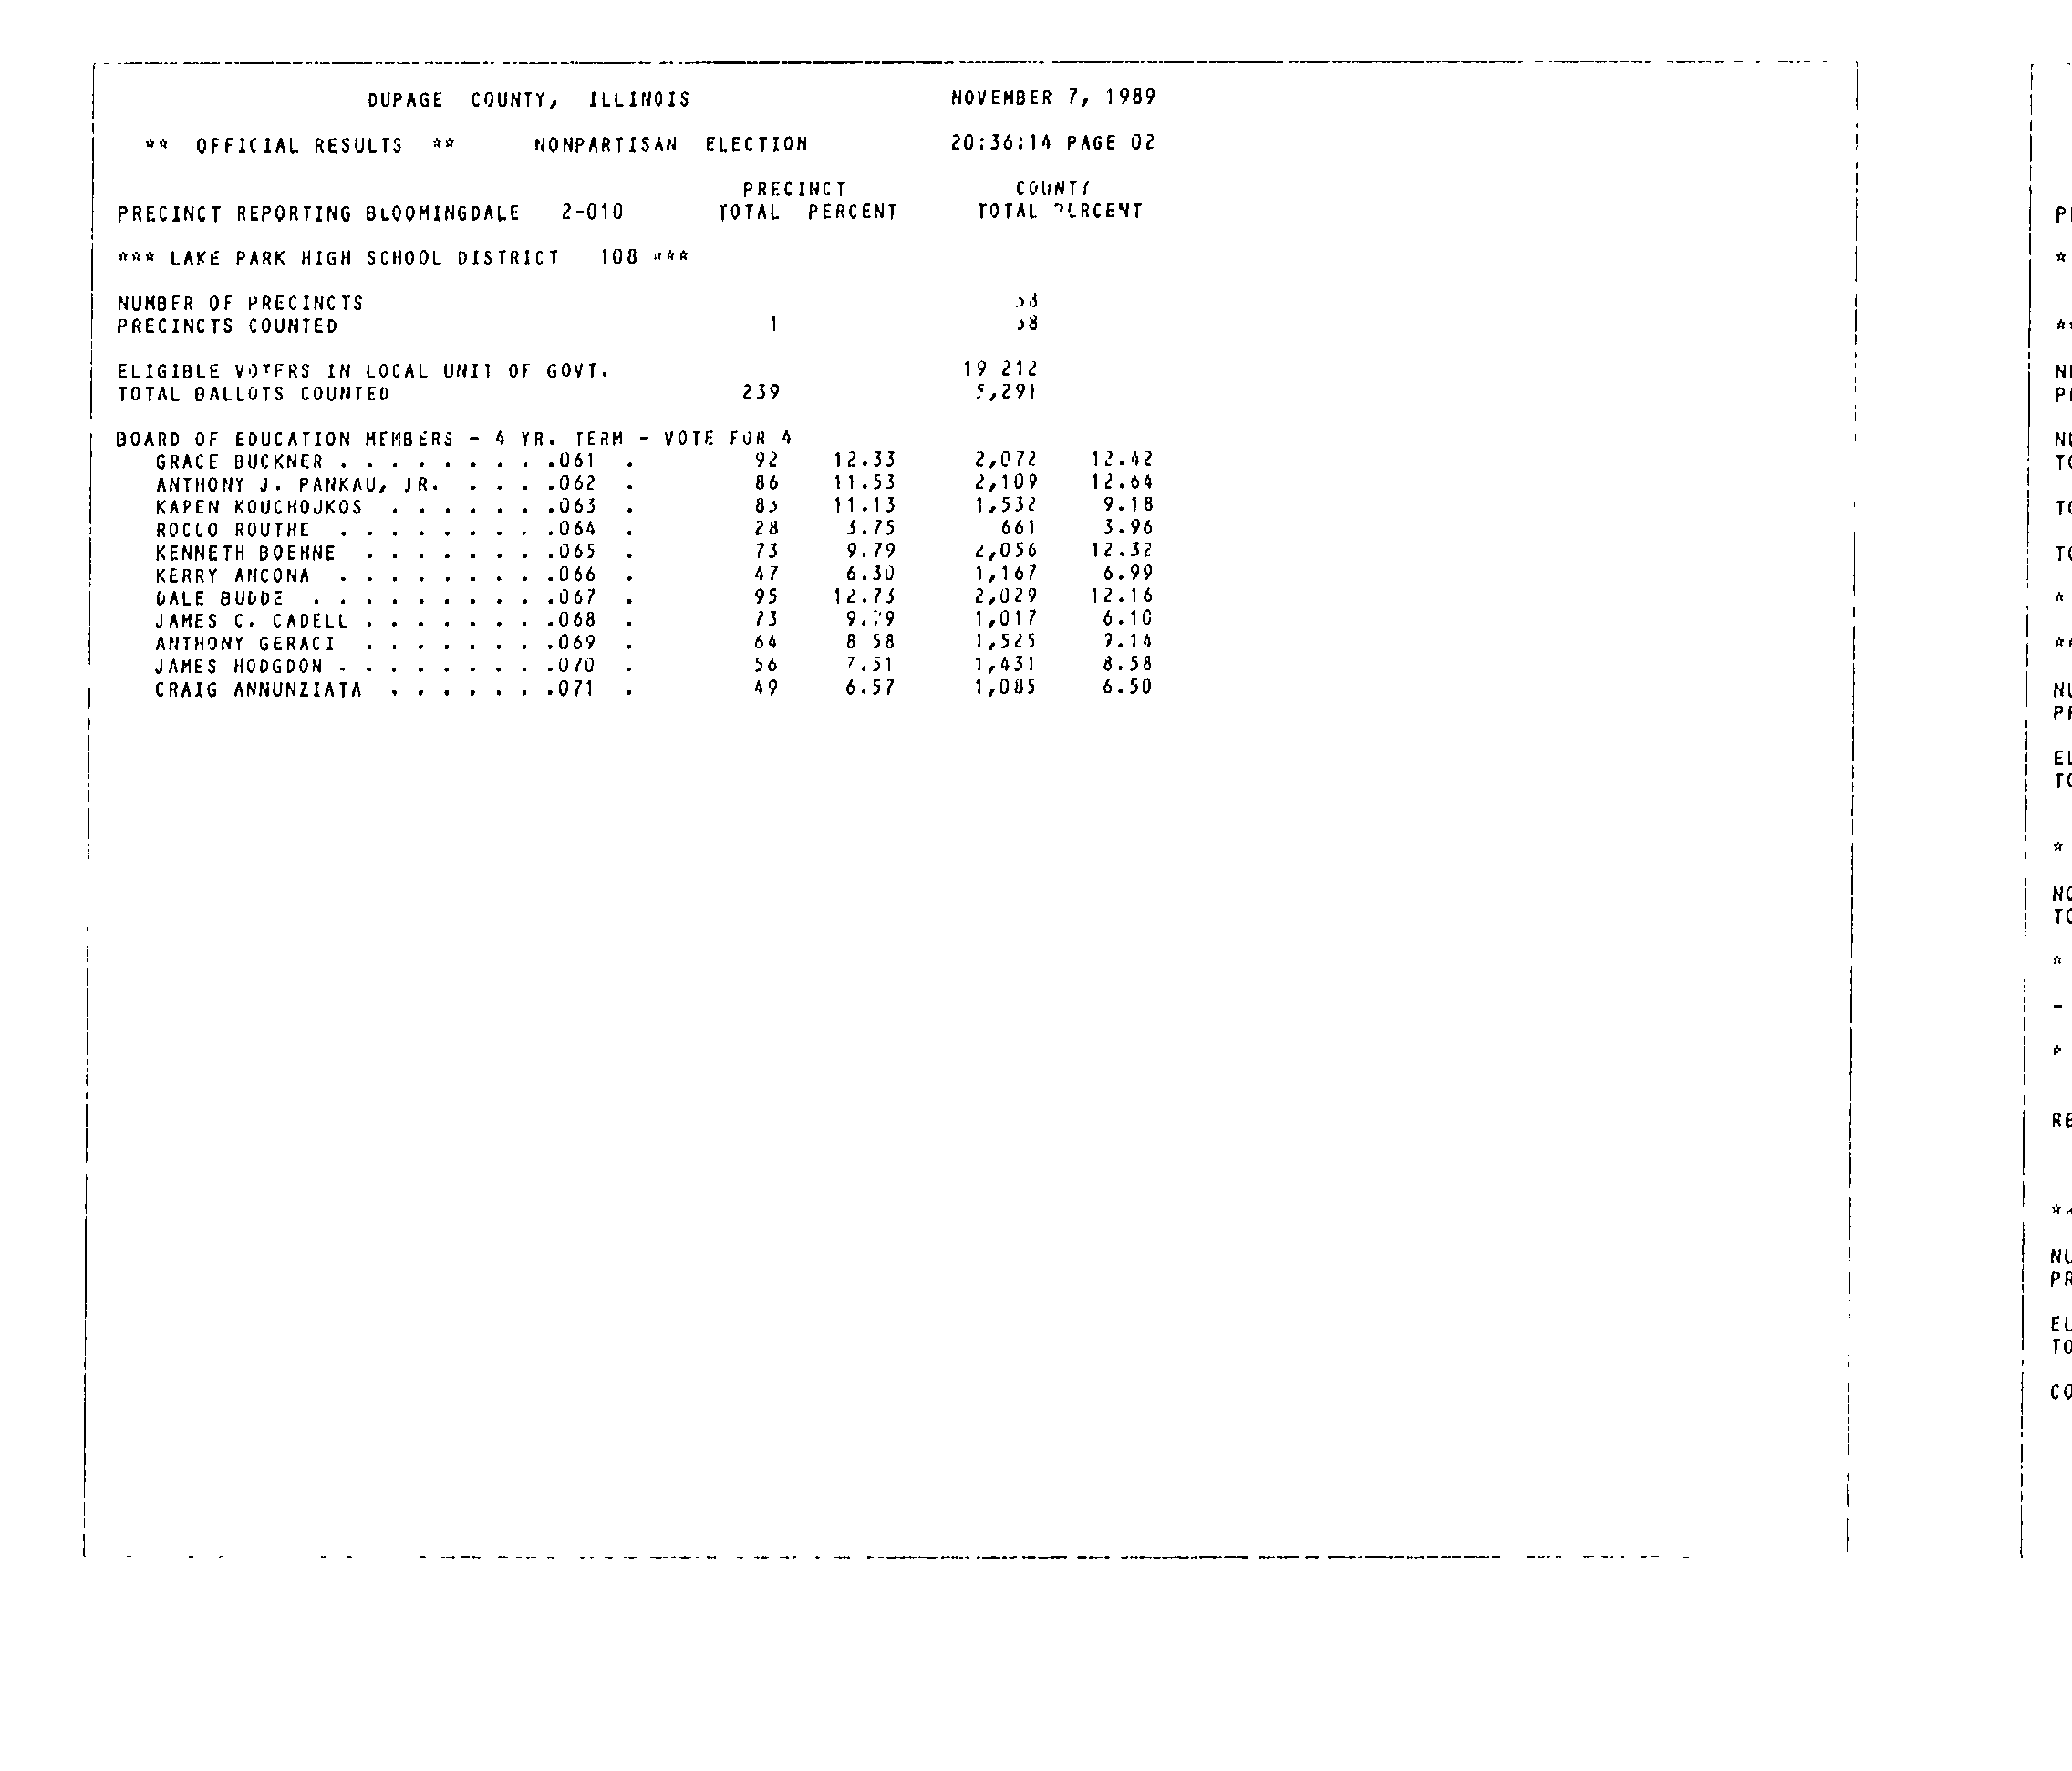 DUPAGE COUNTY, ILLINOIS NOVEMBER 7, 1989
** OFFICIAL RESULTS ** NONPARTISAN ELECTION 20:36:14 PAGE 02
PRECINCT COUNTY
PRECINCT REPORTING BLOOMINGDALE 2-010 TOTAL PERCENT TOTAL PERCENT
*** LAKE PARK HIGH SCHOOL DISTRICT 108 ***
NUMBER OF PRECINCTS
PRECINCTS COUNTED 1
ELIGIBLE VOTERS IN LOCAL UNIT OF GOVT. 19 212
TOTAL BALLOTS COUNTED 239 5,291
BOARD OF EDUCATION MEMBERS - 4 YR. TERM - VOTE FOR 4
GRACE BUCKNER . . . . . . . . .061 . 92 12.33 2,072 12.42
ANTHONY J. PANKAU, JR. . . . .062 . 86 11.53 2,109 12.64
KAREN KOUCHOUKOS . . . . . . .063 . 83 11.13 1,532 9.18
ROCCO ROUTHE . . . . . . . . .064 . 28 3.75 661 3.96
KENNETH BOEHNE . . . . . . . .065 . 73 9.79 2,056 12.32
KERRY ANCONA . . . . . . . . .066 . 47 6.30 1,167 6.99
DALE BUDDE . . . . . . . . . .067 . 95 12.73 2,029 12.16
JAMES C. CADELL . . . . . . . .068 . 73 9.79 1,017 6.10
ANTHONY GERACI . . . . . . . .069 . 64 8 58 1,525 9.14
JAMES HODGDON . . . . . . . . .070 . 56 7.51 1,431 8.58
CRAIG ANNUNZIATA . . . . . . .071 . 49 6.57 1,085 6.50